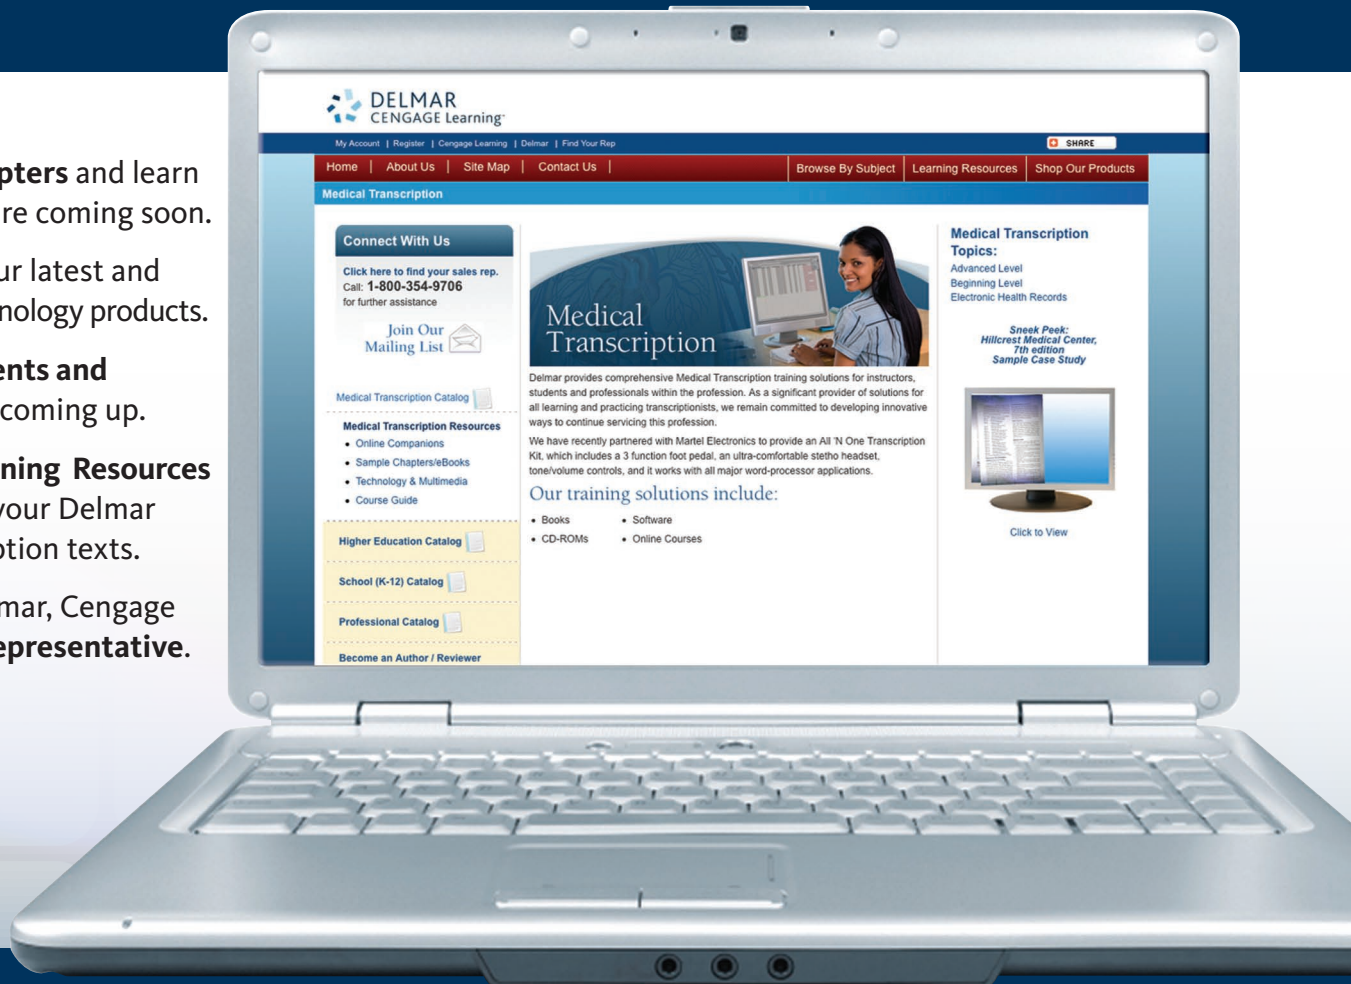 pters and learn
re coming soon.
ur latest and
nology products.
ents and
coming up.
ning Resources
your Delmar
ption texts.
mar, Cengage
epresentative.
DELMAR
CENGAGE Learning
My Account | Register | Cengage Learning | Delmar | Find Your Rep
SHARE
Home | About Us | Site Map | Contact Us |
Browse By Subject | Learning Resources | Shop Our Products
Medical Transcription
Connect With Us
Click here to find your sales rep.
Call: 1-800-354-9706
for further assistance
Join Our
Mailing List
Medical Transcription Catalog
Medical Transcription Resources
• Online Companions
• Sample Chapters/eBooks
• Technology & Multimedia
• Course Guide
Higher Education Catalog
School (K-12) Catalog
Professional Catalog
Become an Author / Reviewer
Medical
Transcription
Delmar provides comprehensive Medical Transcription training solutions for instructors,
students and professionals within the profession. As a significant provider of solutions for
all learning and practicing transcriptionists, we remain committed to developing innovative
ways to continue servicing this profession.
We have recently partnered with Martel Electronics to provide an All 'N One Transcription
Kit, which includes a 3 function foot pedal, an ultra-comfortable stetho headset,
tone/volume controls, and it works with all major word-processor applications.
Our training solutions include:
• Books
• CD-ROMs
• Software
• Online Courses
Medical Transcription
Topics:
Advanced Level
Beginning Level
Electronic Health Records
Sneek Peek:
Hillcrest Medical Center,
7th edition
Sample Case Study
Click to View